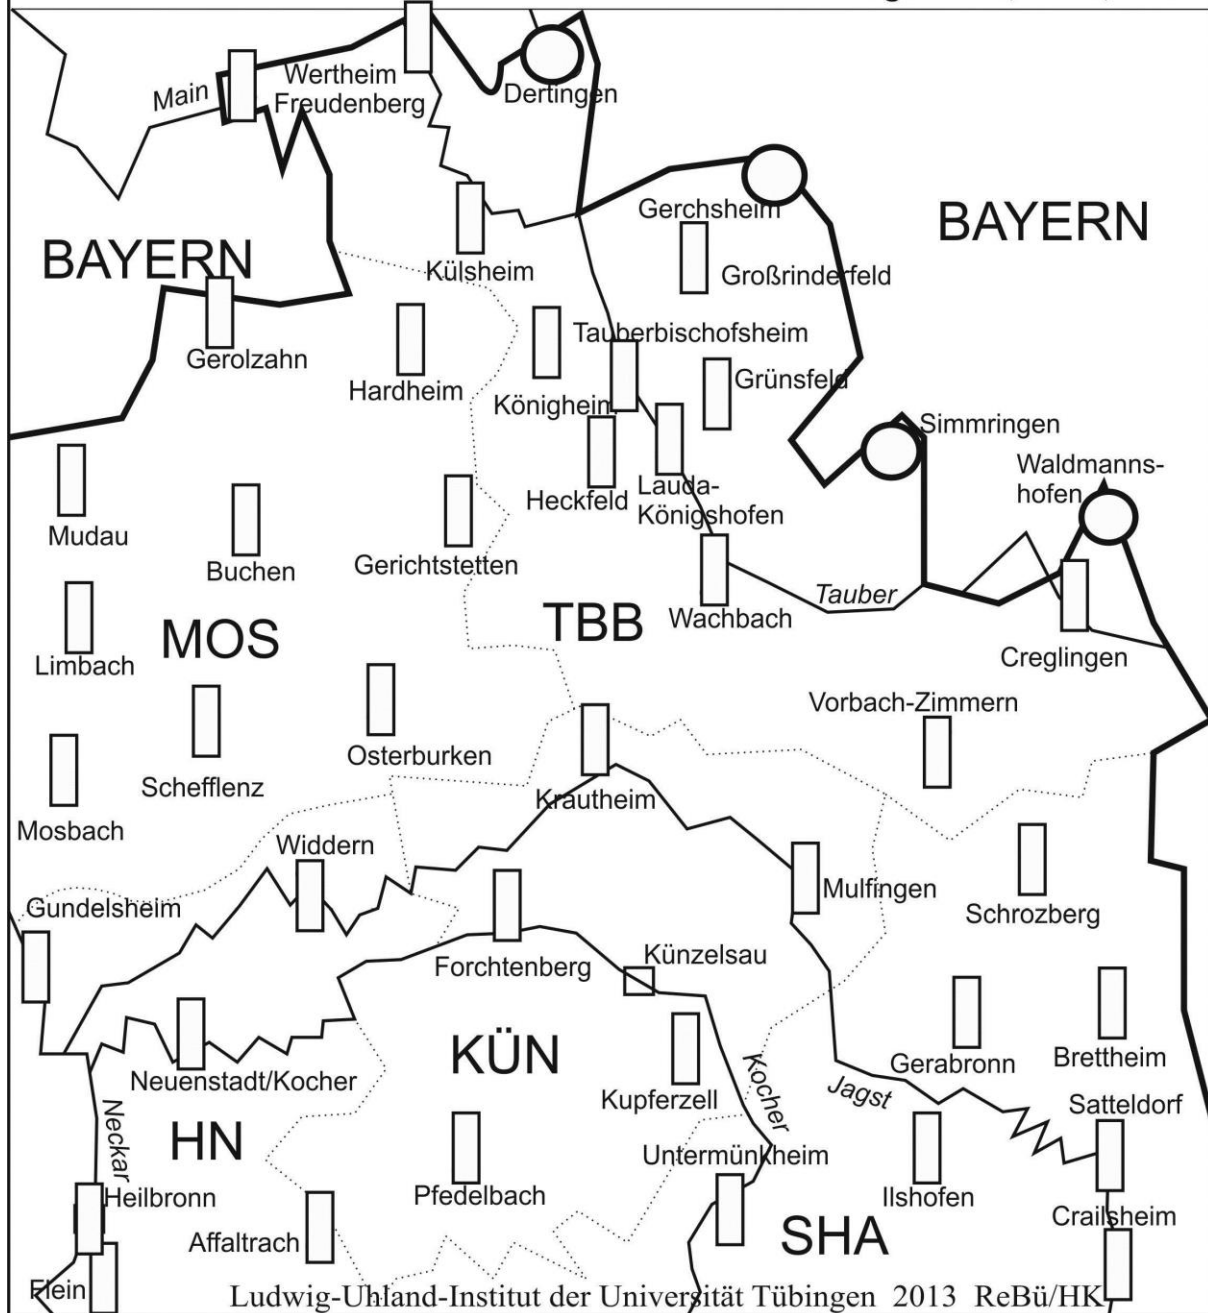 Main
Wertheim
Freudenberg
Dertingen
BAYERN
BAYERN
Gerchsheim
Külsheim
Großrinderfeld
Gerolzahn
Hardheim
Tauberbischofsheim
Königheim
Grünsfeld
Simmringen
Waldmanns-
hofen
Heckfeld
Lauda-
Königshofen
Mudau
Buchen
Gerichtstetten
MOS
TBB
Tauber
Wachbach
Limbach
Creglingen
Vorbach-Zimmern
Osterburken
Schefflenz
Krautheim
Mosbach
Widdern
Mulfingen
Schrozberg
Gundelsheim
Forchtenberg
Künzelsau
KÜN
Neuenstadt/Kocher
Kupferzell
Kocher
Jagst
Gerabronn
Brettheim
Satteldorf
Neckar
HN
Untermünkheim
Heilbronn
Pfedelbach
Ilshofen
Crailsheim
Affaltrach
SHA
Flein
Ludwig-Uhland-Institut der Universität Tübingen 2013 ReBü/HK